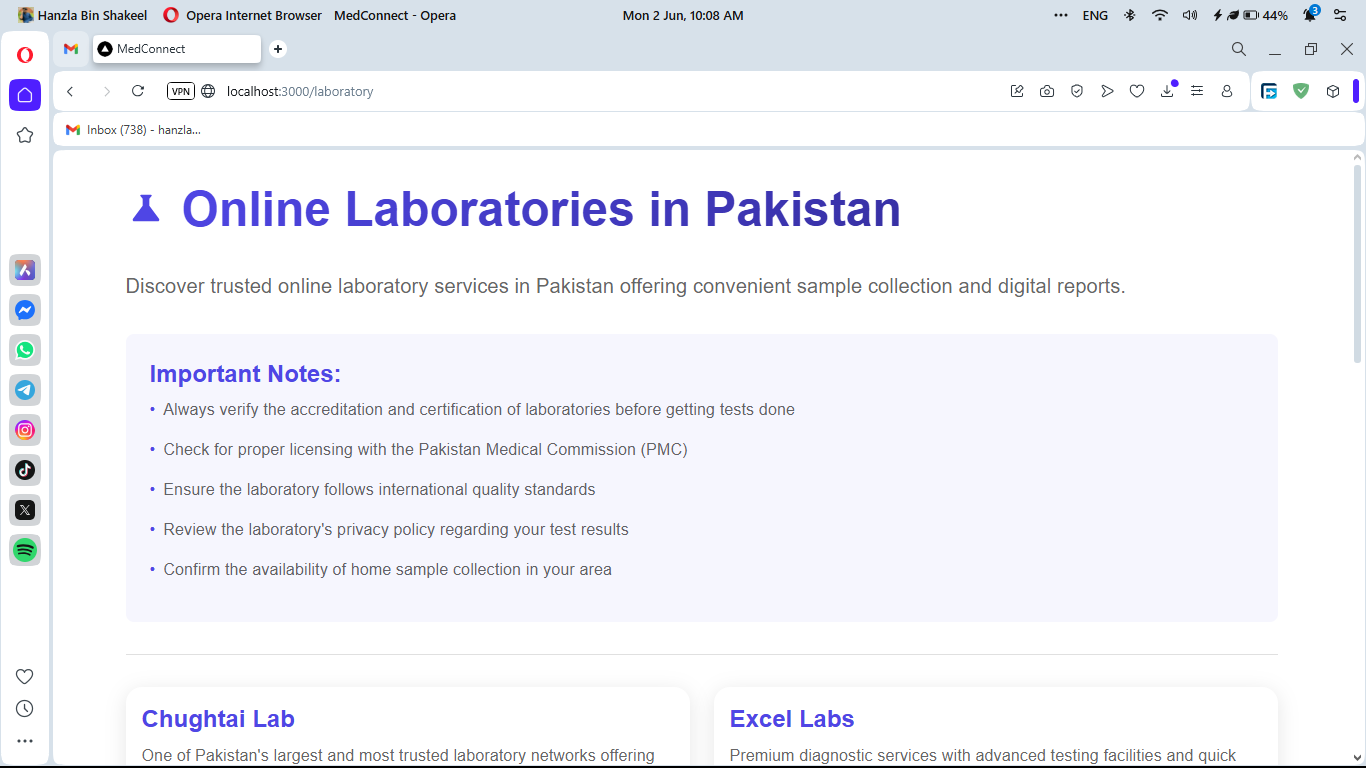 Hanzla Bin Shakeel Opera Internet Browser MedConnect - Opera Mon 2 Jun, 10:08 AM ENG 44% 3
MedConnect
VPN localhost:3000/laboratory
Inbox (738) - hanzla...
Online Laboratories in Pakistan
Discover trusted online laboratory services in Pakistan offering convenient sample collection and digital reports.
Important Notes:
• Always verify the accreditation and certification of laboratories before getting tests done
• Check for proper licensing with the Pakistan Medical Commission (PMC)
• Ensure the laboratory follows international quality standards
• Review the laboratory's privacy policy regarding your test results
• Confirm the availability of home sample collection in your area
Chughtai Lab
One of Pakistan's largest and most trusted laboratory networks offering
Excel Labs
Premium diagnostic services with advanced testing facilities and quick